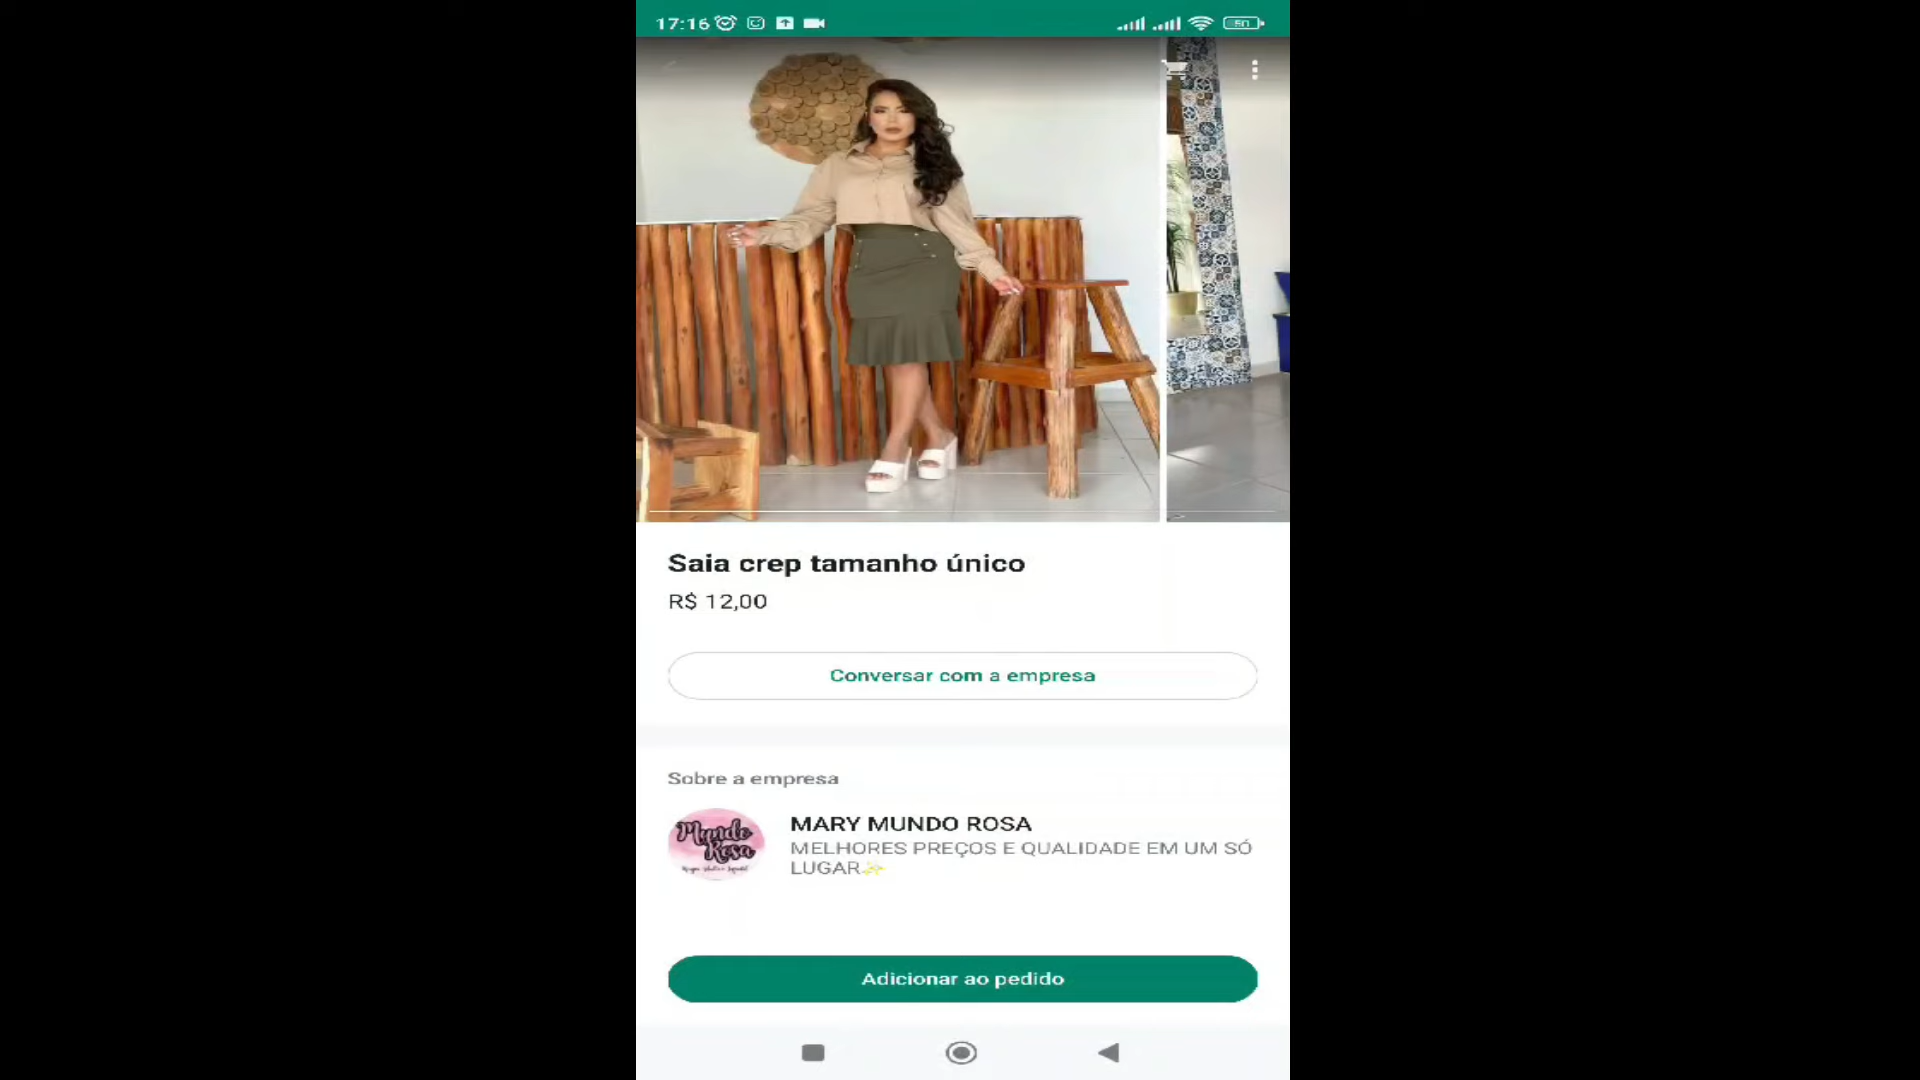 17:16
50
Saia crep tamanho único
R$ 12,00
Conversar com a empresa
Sobre a empresa
Mundo
Rosa
MARY MUNDO ROSA
MELHORES PREÇOS E QUALIDADE EM UM SÓ
LUGAR✨
Adicionar ao pedido